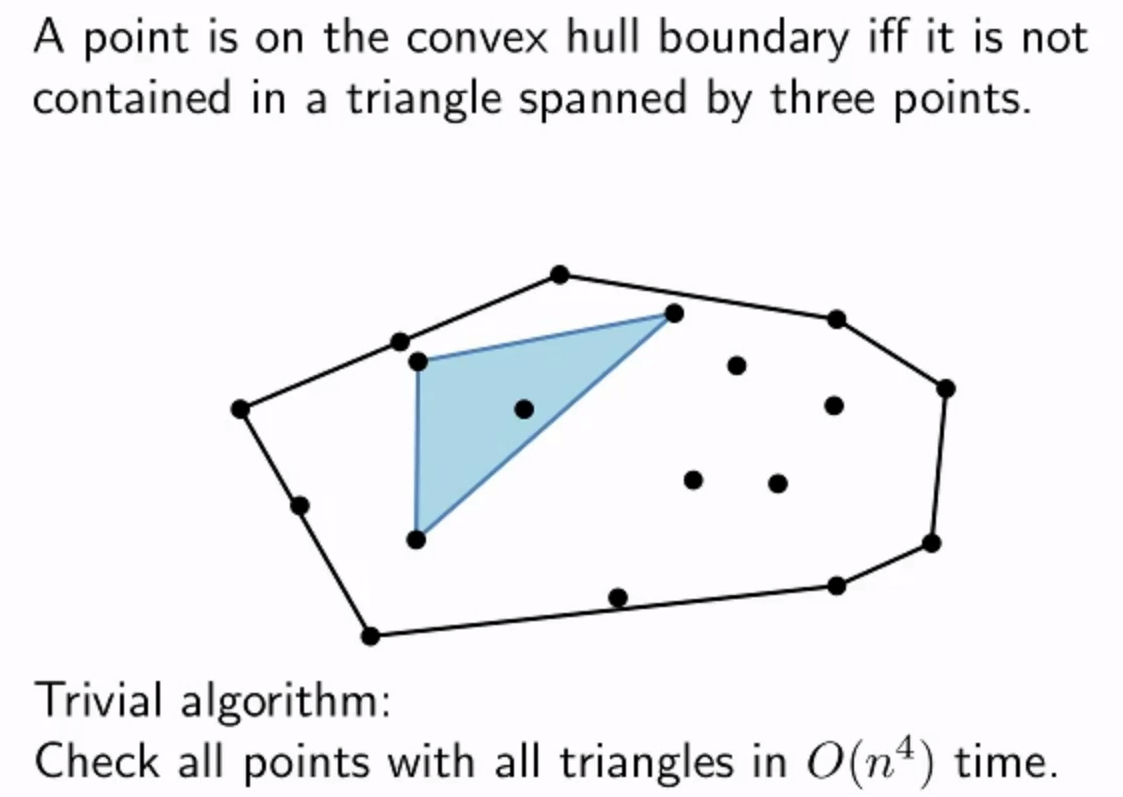 A point is on the convex hull boundary iff it is not
contained in a triangle spanned by three points.
Trivial algorithm:
Check all points with all triangles in O(n⁴) time.